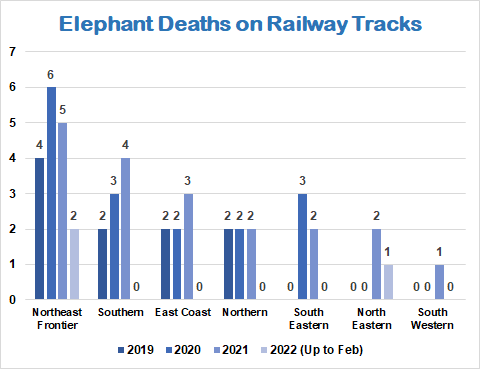 Elephant Deaths on Railway Tracks
7
6
5
4
3
2
1
0
4 6 5 2
2 3 4 0
2 2 3 0
2 2 2 0
0 3 2 0
0 0 2 1
0 0 1 0
Northeast
Frontier
Southern
East Coast
Northern
South
Eastern
North
Eastern
South
Western
2019 2020 2021 2022 (Up to Feb)